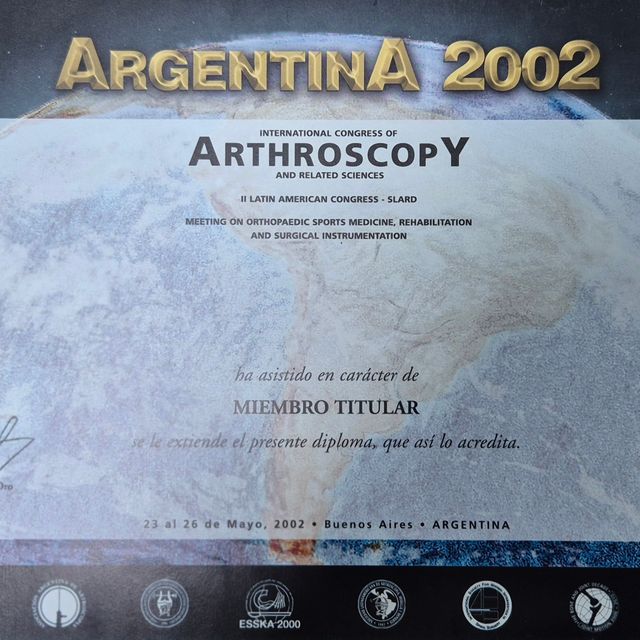 ARGENTINA 2002
INTERNATIONAL CONGRESS OF
ARTHROSCOPY
AND RELATED SCIENCES
II LATIN AMERICAN CONGRESS - SLARD
MEETING ON ORTHOPAEDIC SPORTS MEDICINE, REHABILITATION
AND SURGICAL INSTRUMENTATION
ha asistido en carácter de
MIEMBRO TITULAR
se le extiende el presente diploma, que así lo acredita.
23 al 26 de Mayo, 2002 • Buenos Aires • ARGENTINA
ESSKA 2000